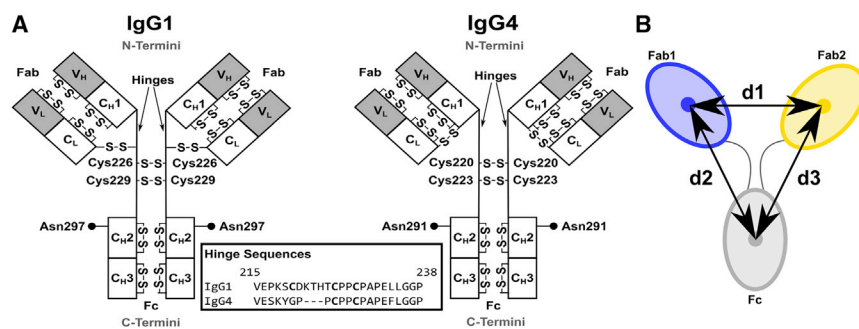 A
IgG1
N-Termini
Fab
Hinges
Fab
VH
CH1
VL
CL
S-S
VH
CH1
VL
CL
S-S
Cys226 S-S S-S Cys226
Cys229 S-S Cys229
Asn297 Asn297
CH2 S-S S-S CH2
CH3 S-S S-S CH3
Fc
C-Termini
IgG4
N-Termini
Fab
Hinges
Fab
VH
CH1
VL
CL
S-S
VH
CH1
VL
CL
S-S
Cys220 S-S Cys220
Cys223 S-S Cys223
Asn291 Asn291
CH2 S-S S-S CH2
CH3 S-S S-S CH3
Fc
C-Termini
Hinge Sequences
215 238
IgG1 VEPKSCDKTHTCPPCPAPELLGGP
IgG4 VESKYGP---PCPPCPAPEFLGGP
B
Fab1
Fab2
d1
d2
d3
Fc